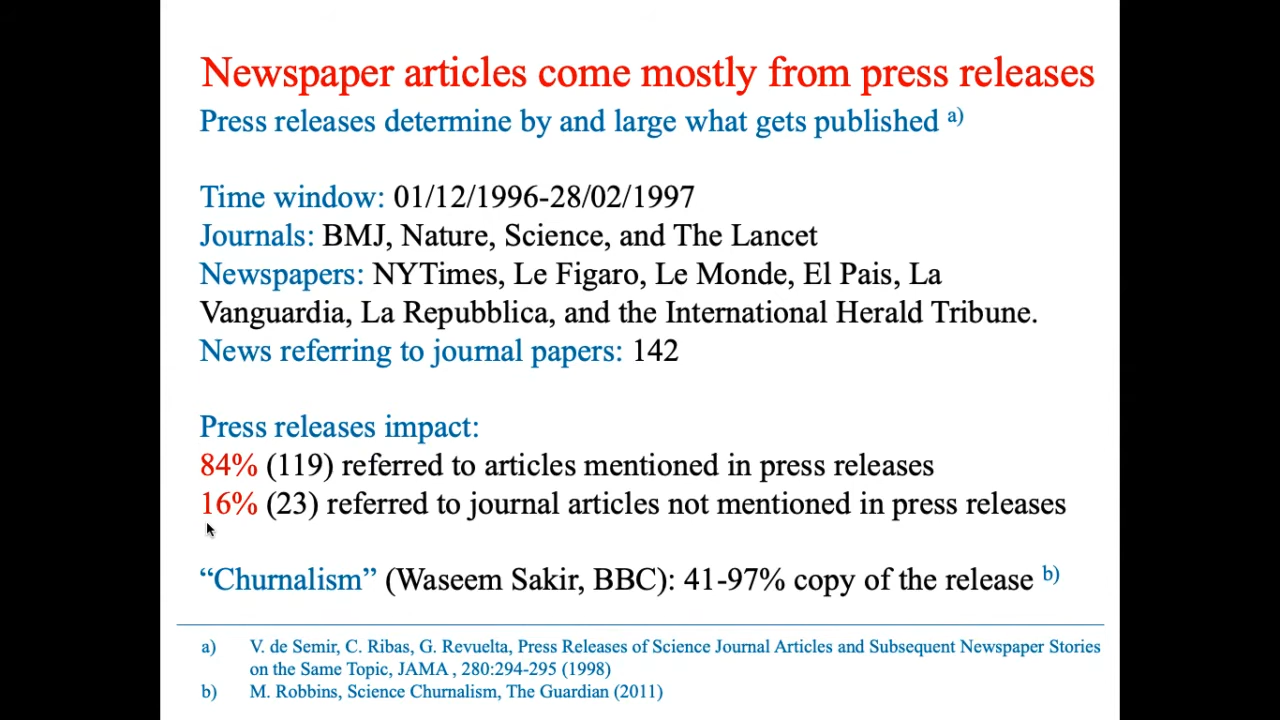 Newspaper articles come mostly from press releases
Press releases determine by and large what gets published a)
Time window: 01/12/1996-28/02/1997
Journals: BMJ, Nature, Science, and The Lancet
Newspapers: NYTimes, Le Figaro, Le Monde, El Pais, La
Vanguardia, La Repubblica, and the International Herald Tribune.
News referring to journal papers: 142
Press releases impact:
84% (119) referred to articles mentioned in press releases
16% (23) referred to journal articles not mentioned in press releases
“Churnalism” (Waseem Sakir, BBC): 41-97% copy of the release b)
a) V. de Semir, C. Ribas, G. Revuelta, Press Releases of Science Journal Articles and Subsequent Newspaper Stories
on the Same Topic, JAMA , 280:294-295 (1998)
b) M. Robbins, Science Churnalism, The Guardian (2011)